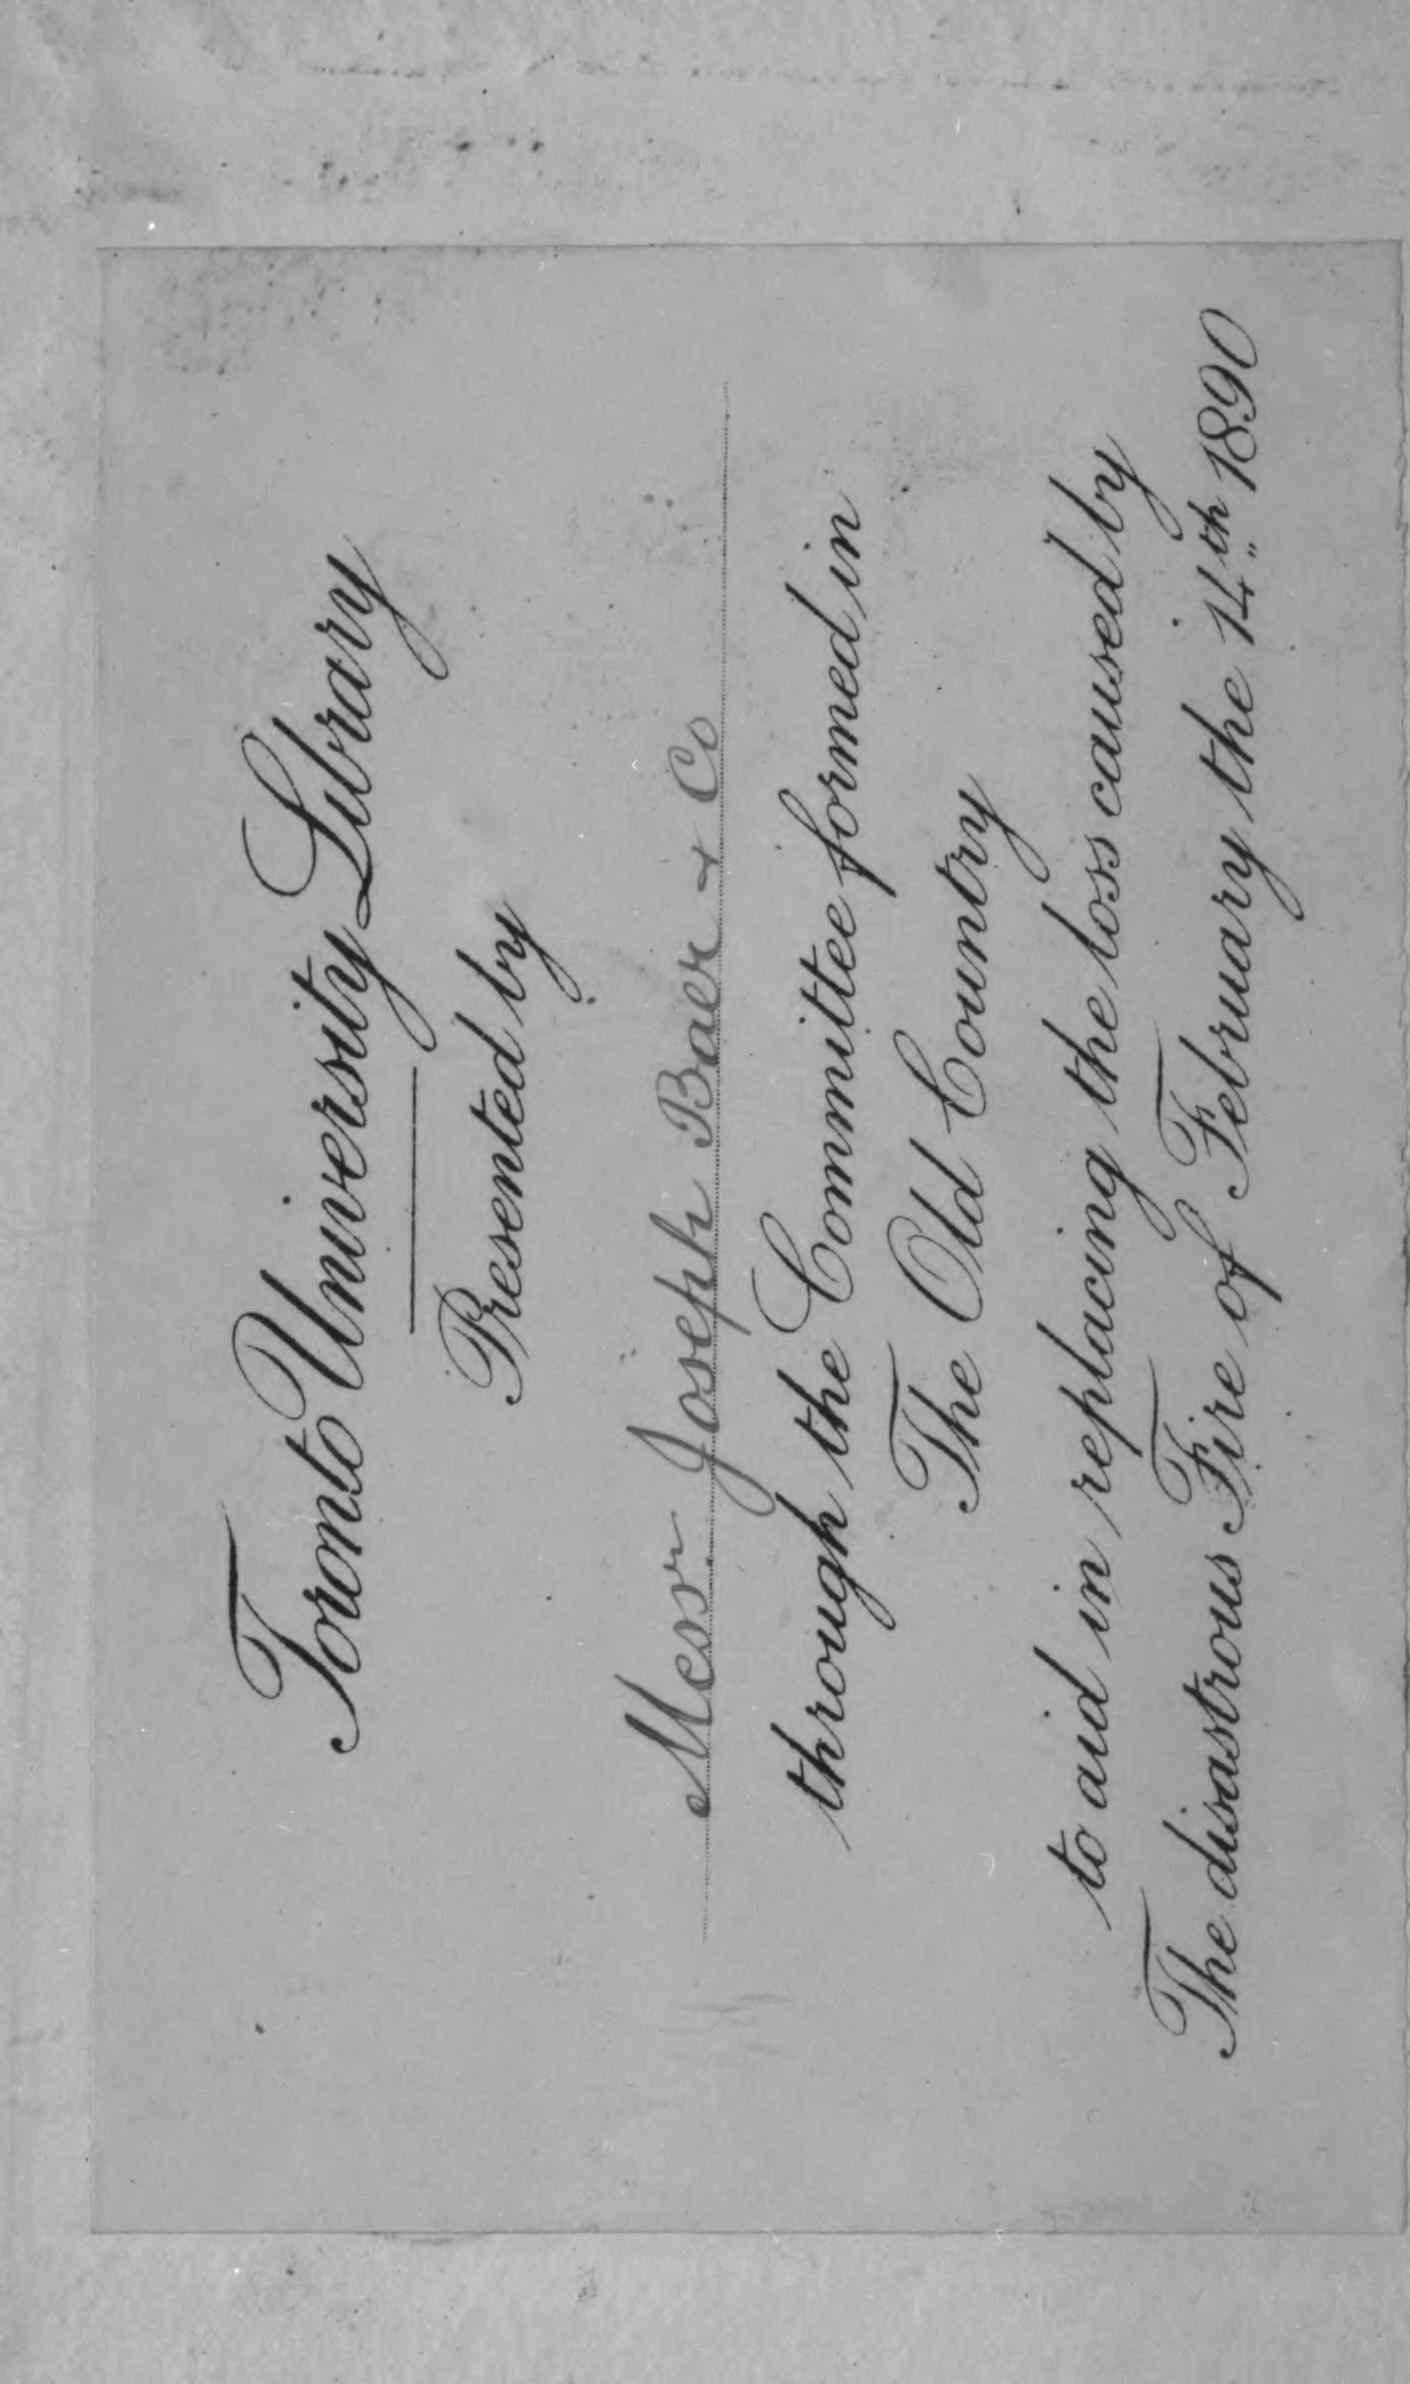 Toronto University Library
Presented by
Messr. Joseph Baer & Co
through the Committee formed in
The Old Country
to aid in replacing the loss caused by
The disastrous Fire of February the 14th 1890